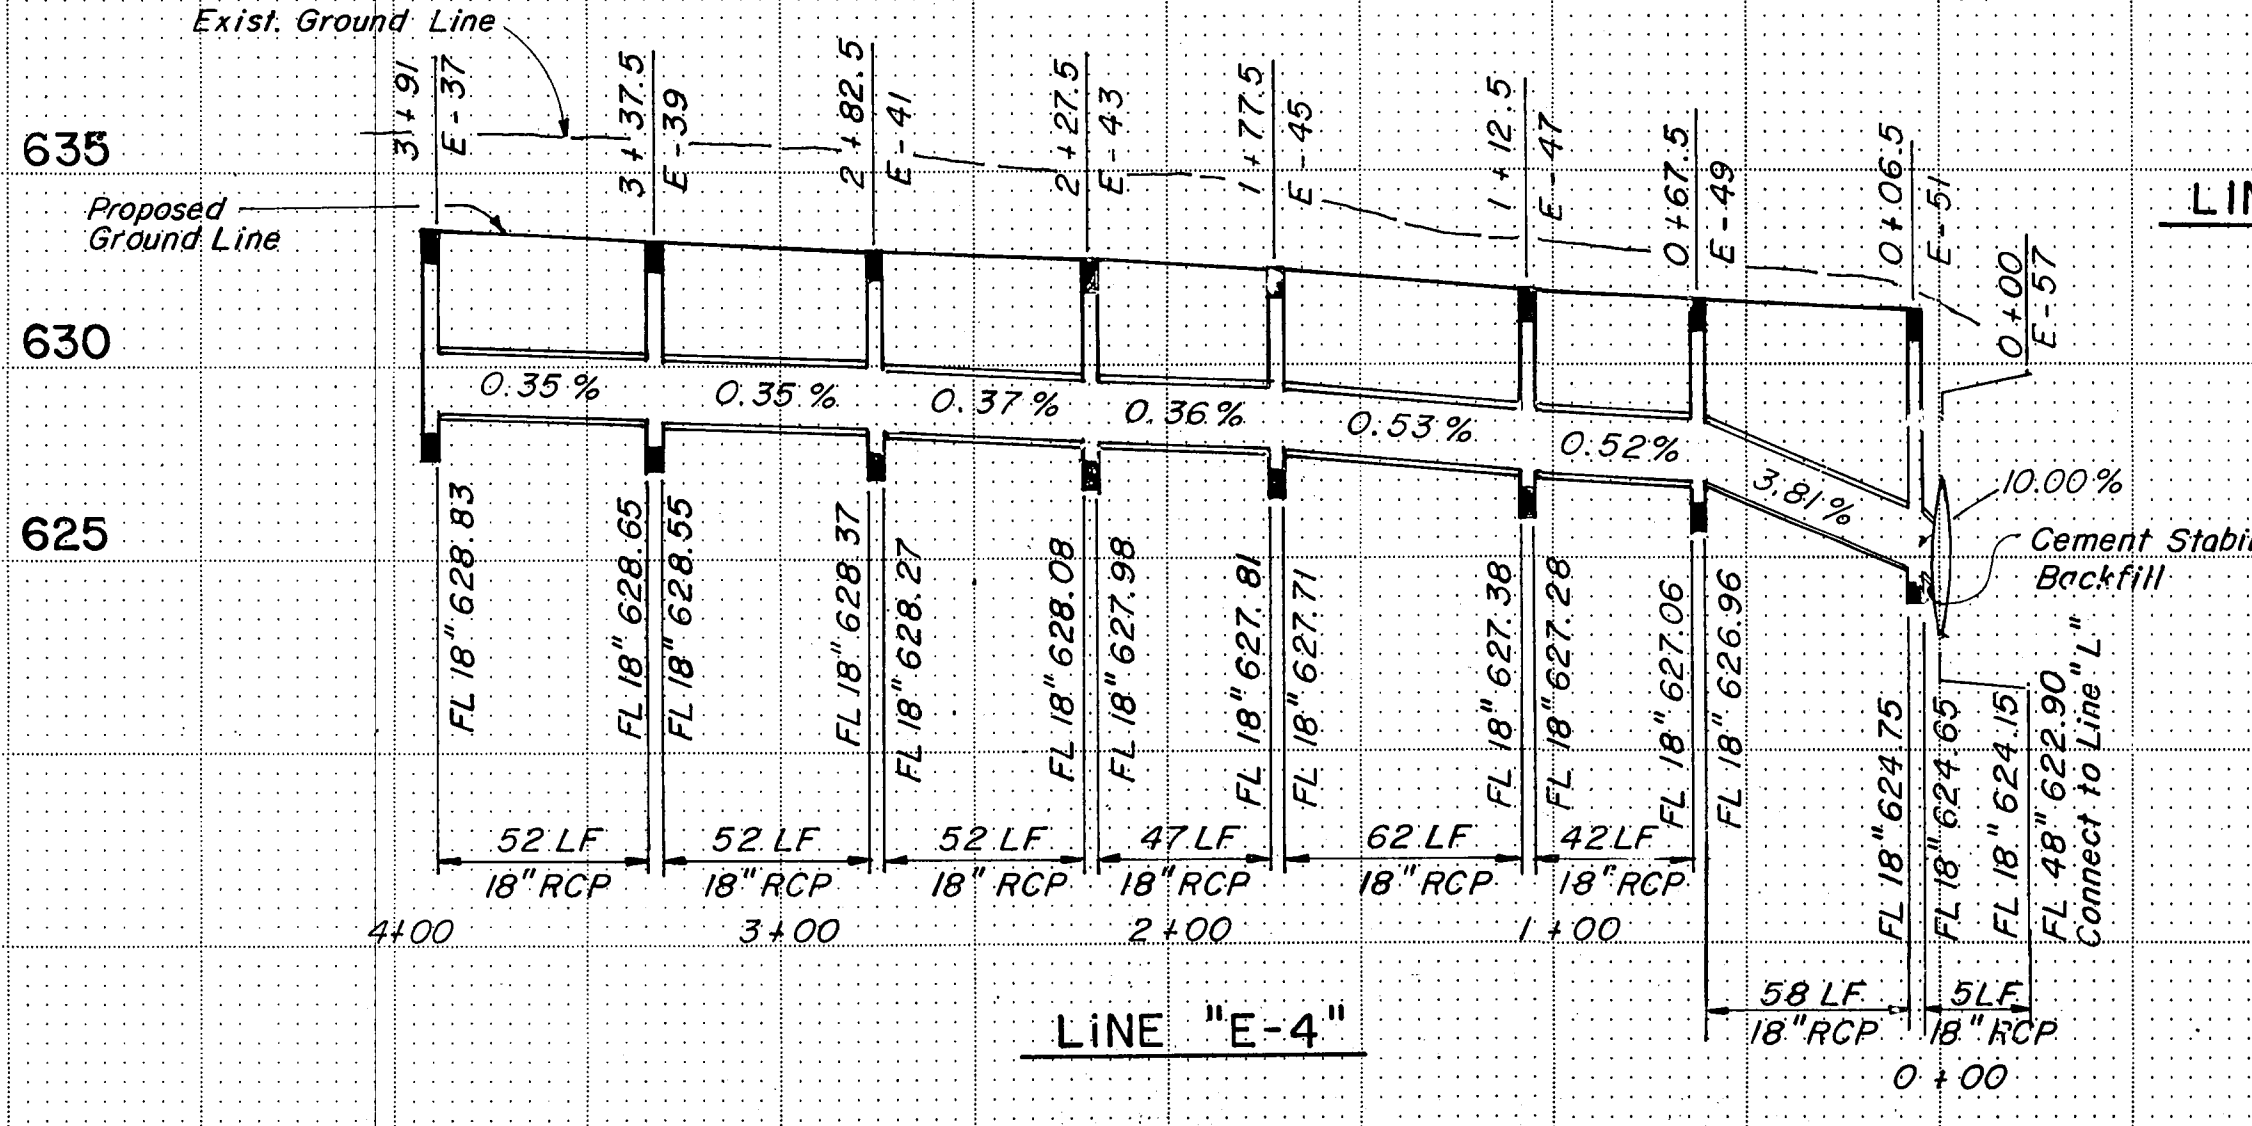 Exist. Ground Line
3+91
E-37
3+37.5
E-39
2+82.5
E-41
2+27.5
E-43
1+77.5
E-45
1+12.5
E-47
0+67.5
E-49
0+06.5
E-51
0+00
E-57
635
630
625
Proposed
Ground Line
LIN
0.35%
0.35%
0.37%
0.36%
0.53%
0.52%
3.81%
10.00%
Cement Stabil
Backfill
FL 18" 628.83
FL 18" 628.65
FL 18" 628.55
FL 18" 628.37
FL 18" 628.27
FL 18" 628.08
FL 18" 627.98
FL 18" 627.81
FL 18" 627.71
FL 18" 627.38
FL 18" 627.28
FL 18" 627.06
FL 18" 626.96
FL 18" 624.75
FL 18" 624.65
FL 18" 624.15
FL 48" 622.90
Connect to Line "L"
52 LF
18" RCP
52 LF
18" RCP
52 LF
18" RCP
47 LF
18" RCP
62 LF
18" RCP
42 LF
18" RCP
58 LF
18" RCP
5 LF
18" RCP
4+00
3+00
2+00
1+00
0+00
LINE "E-4"